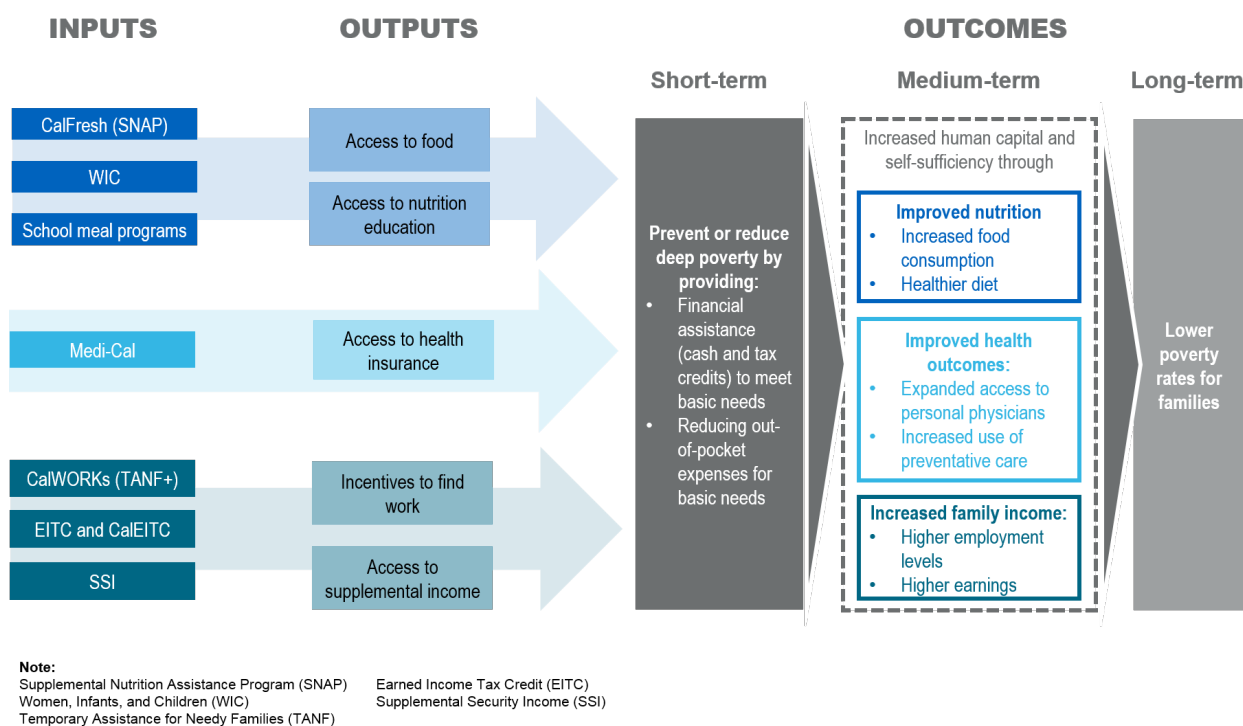 INPUTS
OUTPUTS
OUTCOMES
Short-term
Medium-term
Long-term
CalFresh (SNAP)
WIC
School meal programs
Access to food
Access to nutrition
education
Medi-Cal
Access to health
insurance
CalWORKs (TANF+)
EITC and CalEITC
SSI
Incentives to find
work
Access to
supplemental income
Prevent or reduce
deep poverty by
providing:
• Financial
assistance
(cash and tax
credits) to meet
basic needs
• Reducing out-
of-pocket
expenses for
basic needs
Increased human capital and
self-sufficiency through
Improved nutrition
• Increased food
consumption
• Healthier diet
Improved health
outcomes:
• Expanded access to
personal physicians
• Increased use of
preventative care
Increased family income:
• Higher employment
levels
• Higher earnings
Lower
poverty
rates for
families
Note:
Supplemental Nutrition Assistance Program (SNAP)
Women, Infants, and Children (WIC)
Temporary Assistance for Needy Families (TANF)
Earned Income Tax Credit (EITC)
Supplemental Security Income (SSI)